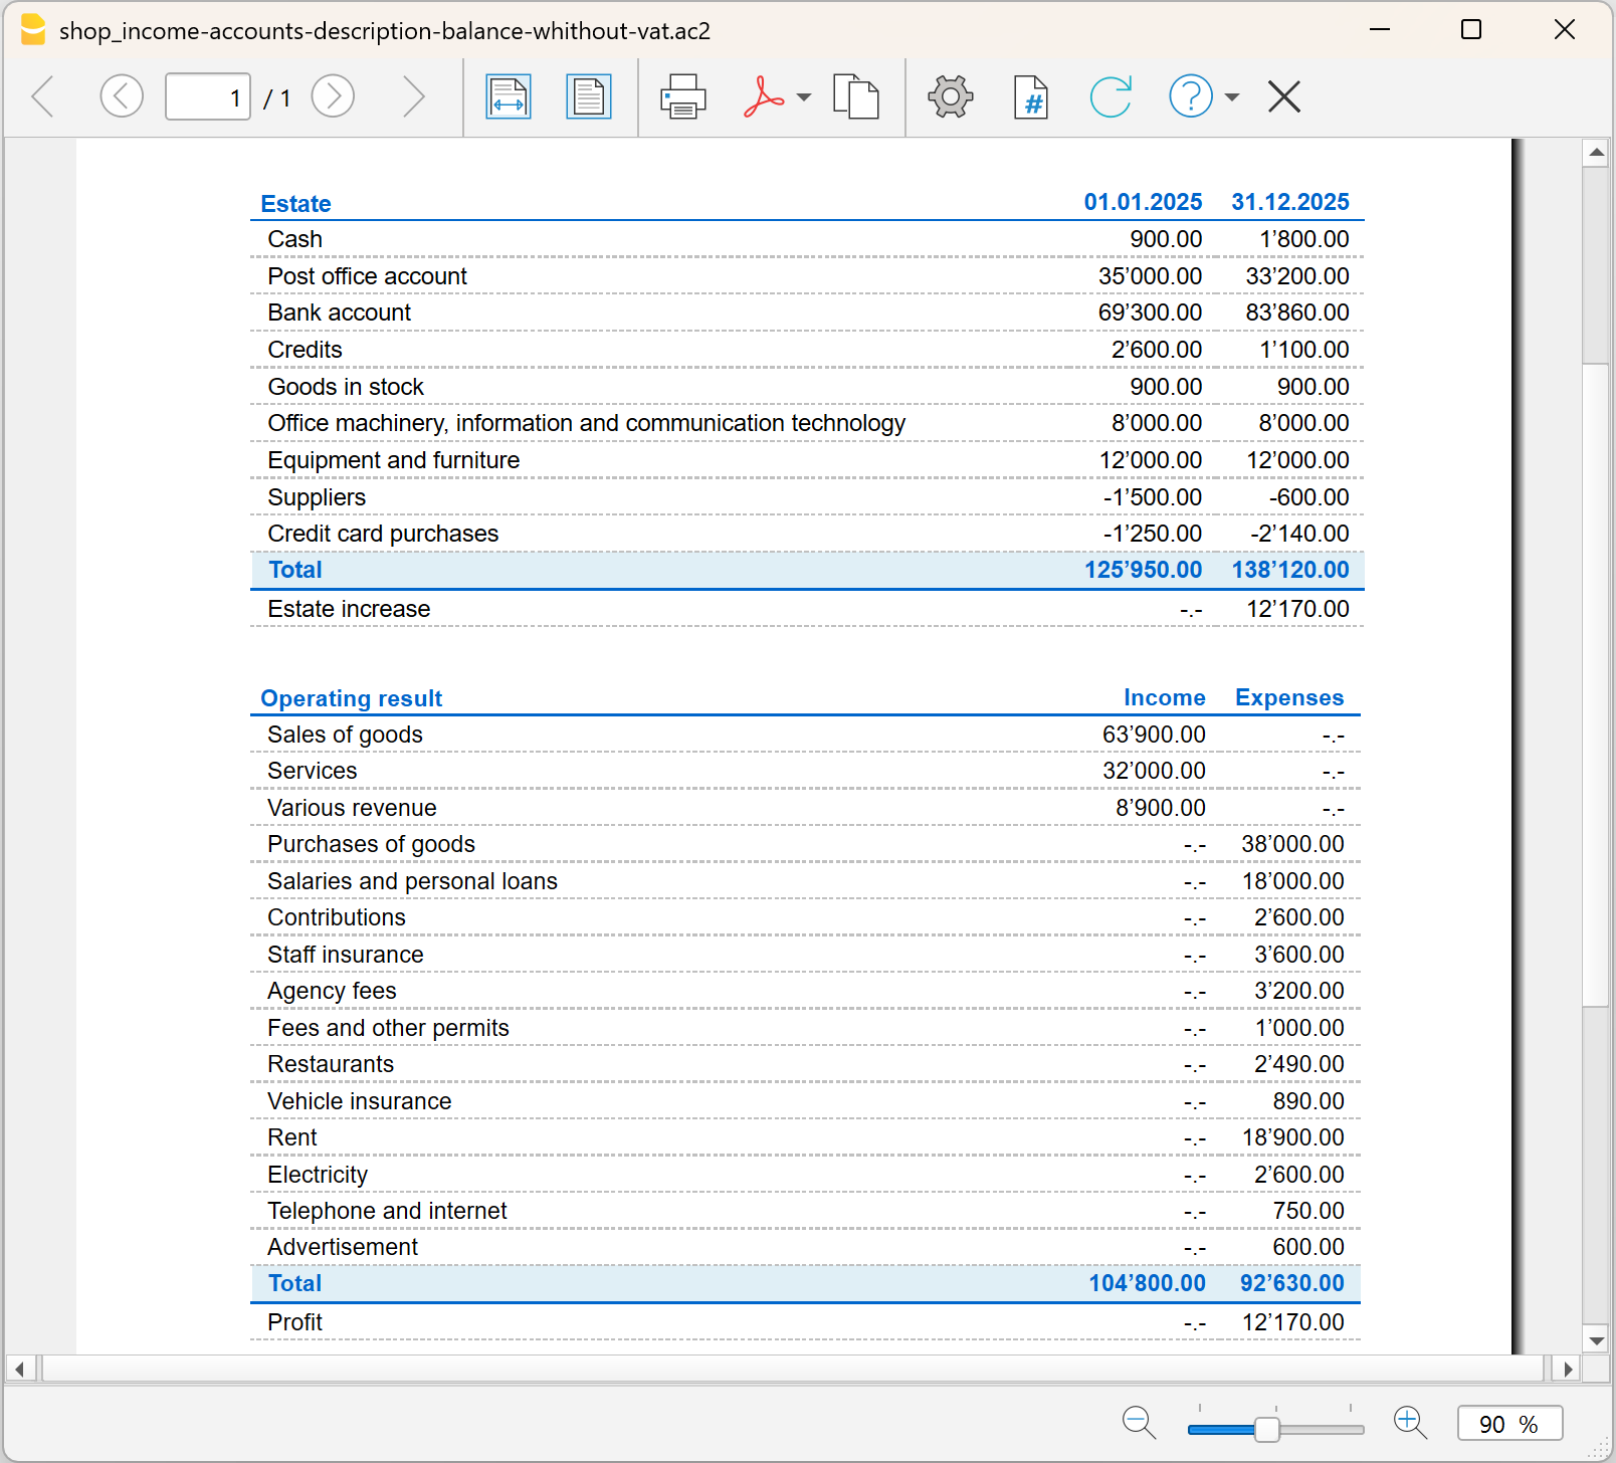 shop_income-accounts-description-balance-whithout-vat.ac2
1 / 1
#
?
Estate 01.01.2025 31.12.2025
Cash 900.00 1’800.00
Post office account 35’000.00 33’200.00
Bank account 69’300.00 83’860.00
Credits 2’600.00 1’100.00
Goods in stock 900.00 900.00
Office machinery, information and communication technology 8’000.00 8’000.00
Equipment and furniture 12’000.00 12’000.00
Suppliers -1’500.00 -600.00
Credit card purchases -1’250.00 -2’140.00
Total 125’950.00 138’120.00
Estate increase -.- 12’170.00
Operating result Income Expenses
Sales of goods 63’900.00 -.-
Services 32’000.00 -.-
Various revenue 8’900.00 -.-
Purchases of goods -.- 38’000.00
Salaries and personal loans -.- 18’000.00
Contributions -.- 2’600.00
Staff insurance -.- 3’600.00
Agency fees -.- 3’200.00
Fees and other permits -.- 1’000.00
Restaurants -.- 2’490.00
Vehicle insurance -.- 890.00
Rent -.- 18’900.00
Electricity -.- 2’600.00
Telephone and internet -.- 750.00
Advertisement -.- 600.00
Total 104’800.00 92’630.00
Profit -.- 12’170.00
90 %